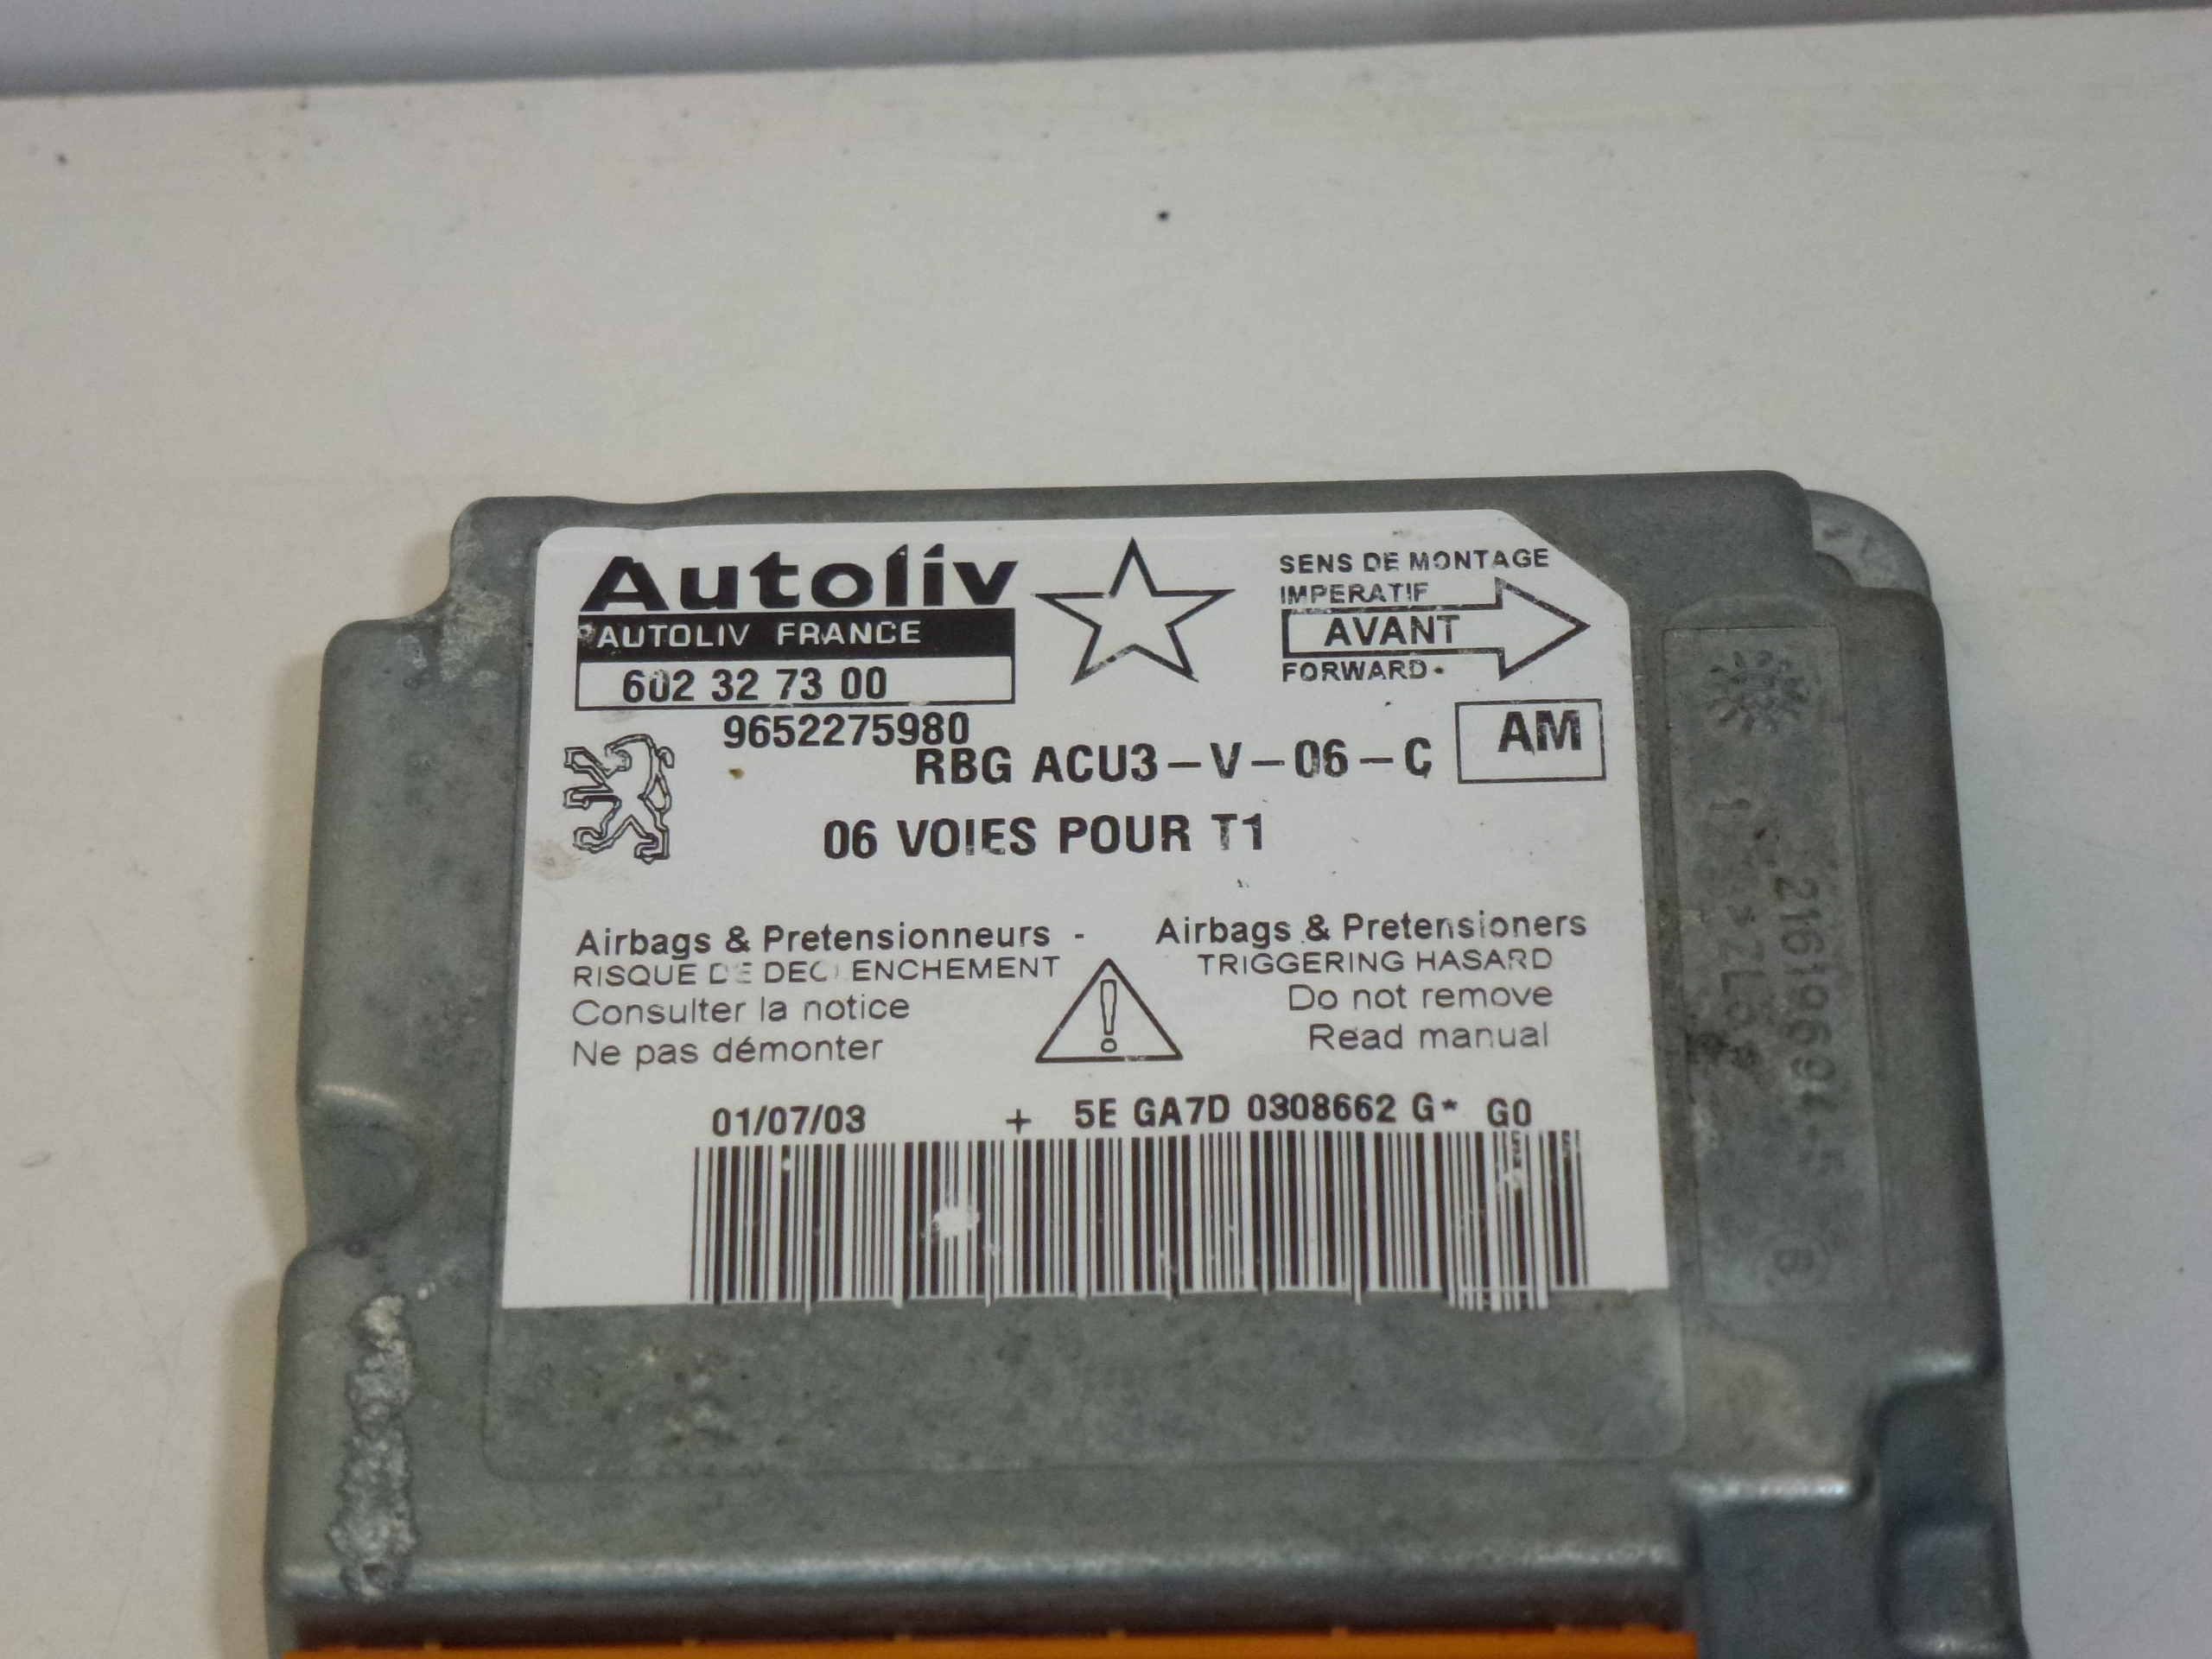 Autoliv
AUTOLIV FRANCE
602 32 73 00
9652275980
SENS DE MONTAGE
IMPERATIF
AVANT
FORWARD
AM
RBG ACU3-V-06-C
06 VOIES POUR T1
Airbags & Pretensionneurs - Airbags & Pretensioners
RISQUE DE DECLENCHEMENT
Consulter la notice
Ne pas démonter
TRIGGERING HASARD
Do not remove
Read manual
01/07/03 + 5E GA7D 0308662 G* G0